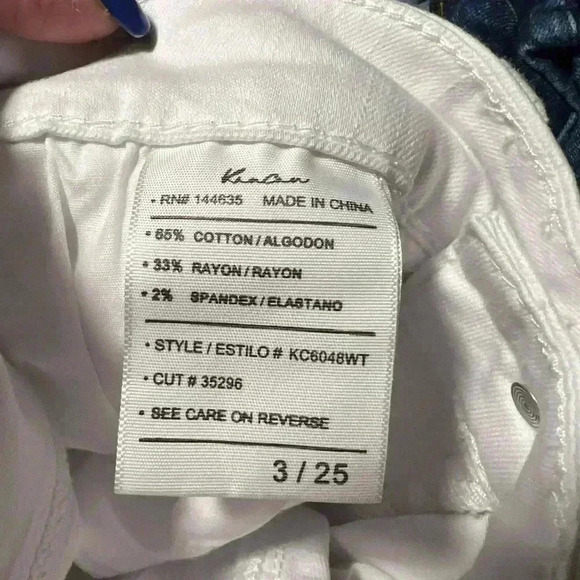 KanCan
• RN# 144635 MADE IN CHINA
• 65% COTTON / ALGODON
• 33% RAYON / RAYON
• 2% SPANDEX / ELASTANO
• STYLE / ESTILO # KC6048WT
• CUT # 35296
• SEE CARE ON REVERSE
3 / 25